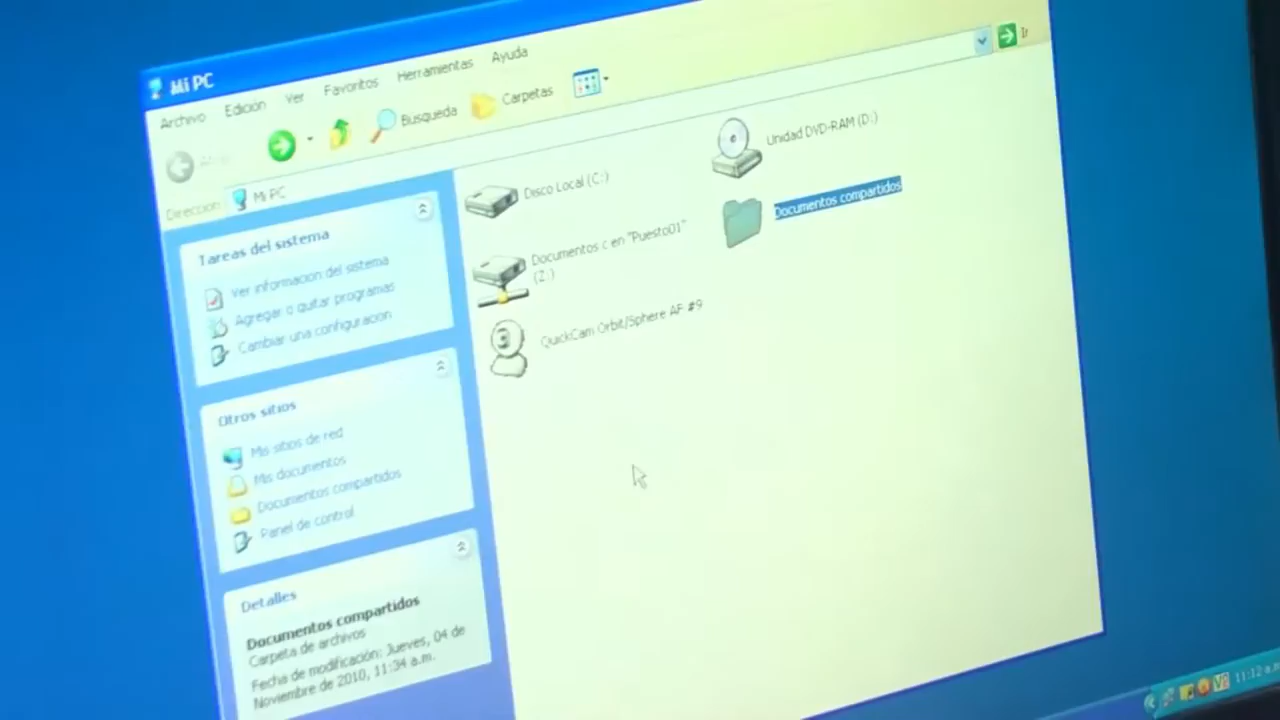 Mi PC
Archivo Edicion Ver Favoritos Herramientas Ayuda
Busqueda Carpetas
Direccion Mi PC Ir
Tareas del sistema
Ver informacion del sistema
Agregar o quitar programas
Cambiar una configuracion
Otros sitios
Mis sitios de red
Mis documentos
Documentos compartidos
Panel de control
Detalles
Documentos compartidos
Carpeta de archivos
Fecha de modificación: Jueves, 04 de
Noviembre de 2010, 11:34 a.m.
Disco Local (C:)
Unidad DVD-RAM (D:)
Documentos c en "Puesto01"
(Z:)
Documentos compartidos
QuickCam Orbit/Sphere AF #9
11:12 a.m